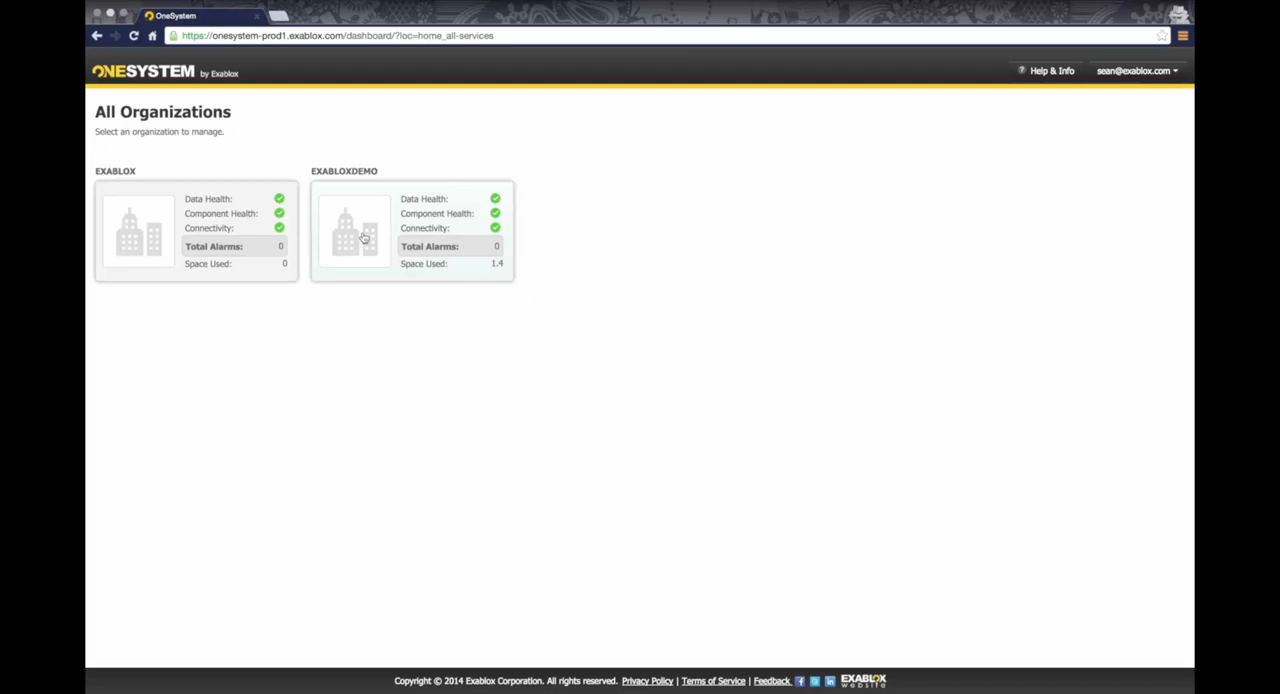 OneSystem
https://onesystem-prod1.exablox.com/dashboard/?loc=home_all-services
ONESYSTEM by Exablox
? Help & Info
sean@exablox.com
All Organizations
Select an organization to manage.
EXABLOX
Data Health:
Component Health:
Connectivity:
Total Alarms: 0
Space Used: 0
EXABLOXDEMO
Data Health:
Component Health:
Connectivity:
Total Alarms: 0
Space Used: 1.4
Copyright © 2014 Exablox Corporation. All rights reserved. Privacy Policy | Terms of Service | Feedback
EXABLOX
website